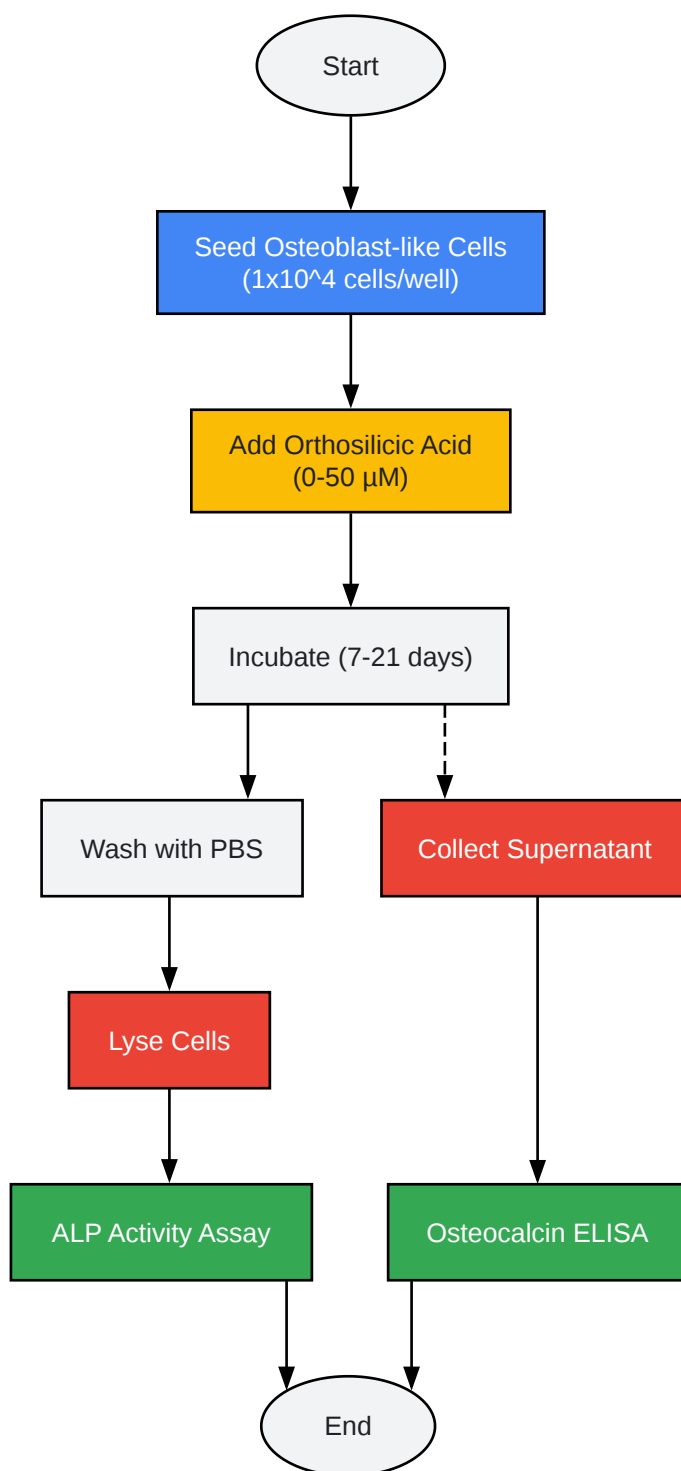 Start
Seed Osteoblast-like Cells
(1x10^4 cells/well)
Add Orthosilicic Acid
(0-50 µM)
Incubate (7-21 days)
Wash with PBS
Collect Supernatant
Lyse Cells
ALP Activity Assay
Osteocalcin ELISA
End